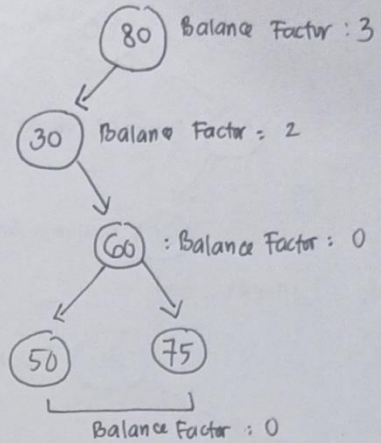 80 Balance Factor : 3
30 Balance Factor = 2
60 : Balance Factor : 0
50 75
Balance Factor : 0